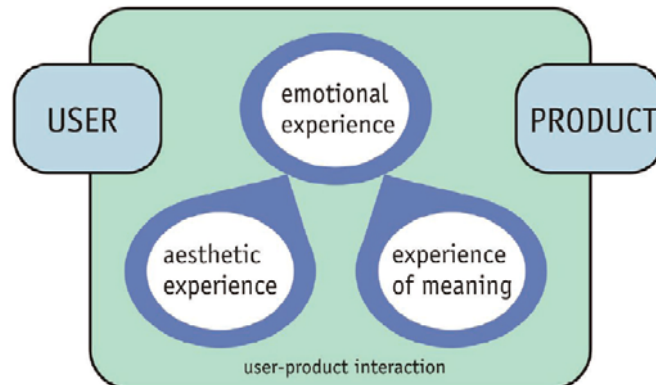 USER
emotional
experience
PRODUCT
aesthetic
experience
experience
of meaning
user-product interaction